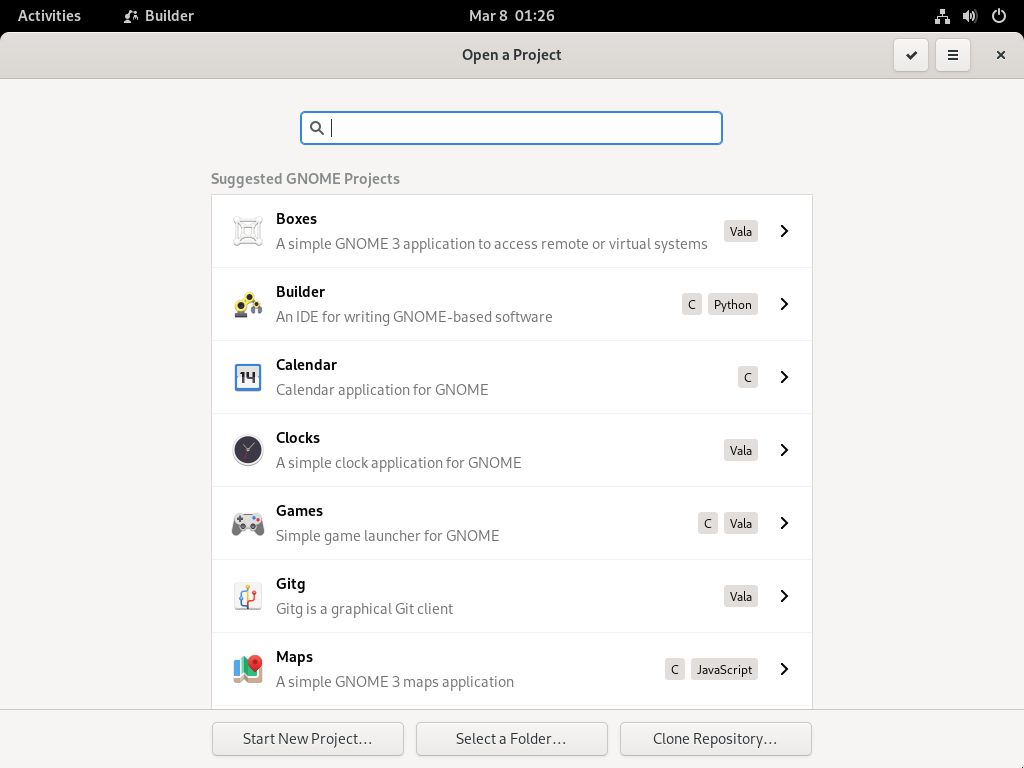 Activities Builder Mar 8 01:26
Open a Project
Suggested GNOME Projects
Boxes
A simple GNOME 3 application to access remote or virtual systems
Vala
Builder
An IDE for writing GNOME-based software
C Python
14
Calendar
Calendar application for GNOME
C
Clocks
A simple clock application for GNOME
Vala
Games
Simple game launcher for GNOME
C Vala
Gitg
Gitg is a graphical Git client
Vala
Maps
A simple GNOME 3 maps application
C JavaScript
Start New Project... Select a Folder... Clone Repository...